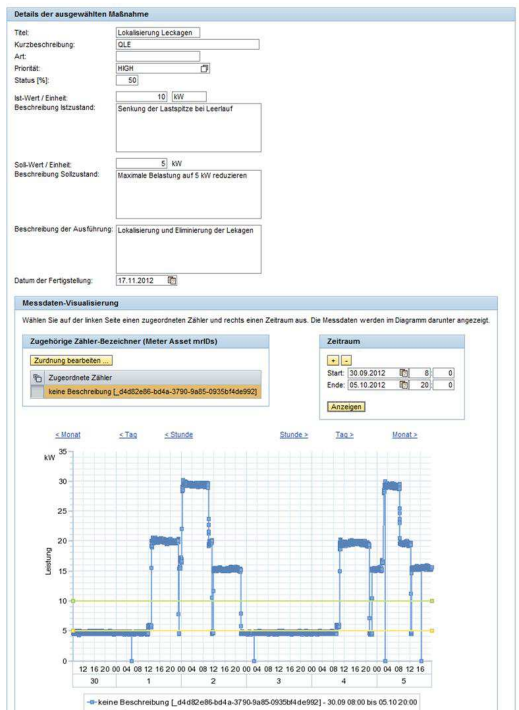 Details der ausgewählten Maßnahme
Titel: Lokalisierung Leckagen
Kurzbeschreibung: QLE
Art:
Priorität: HIGH
Status [%]: 50
Ist-Wert / Einheit: 10 kW
Beschreibung Istzustand: Senkung der Lastspitze bei Leerlauf
Soll-Wert / Einheit: 5 kW
Beschreibung Sollzustand: Maximale Belastung auf 5 kW reduzieren
Beschreibung der Ausführung: Lokalisierung und Eliminierung der Lekagen
Datum der Fertigstellung: 17.11.2012
Messdaten-Visualisierung
Wählen Sie auf der linken Seite einen zugeordneten Zähler und rechts einen Zeitraum aus. Die Messdaten werden im Diagramm darunter angezeigt.
Zugehörige Zähler-Bezeichner (Meter Asset mrIDs)
Zurdnung bearbeiten ...
Zugeordnete Zähler
keine Beschreibung [_d4d82e86-bd4a-3790-9a85-0935bf4de992]
Zeitraum
+ -
Start: 30.09.2012 8 : 0
Ende: 05.10.2012 20 : 0
Anzeigen
< Monat < Tag < Stunde Stunde > Tag > Monat >
kW
35
30
25
20
15
10
5
0
Leistung
12 16 20 00 04 08 12 16 20 00 04 08 12 16 20 00 04 08 12 16 20 00 04 08 12 16 20 00 04 08 12 16
30 1 2 3 4 5
keine Beschreibung [_d4d82e86-bd4a-3790-9a85-0935bf4de992] - 30.09 08:00 bis 05.10 20:00